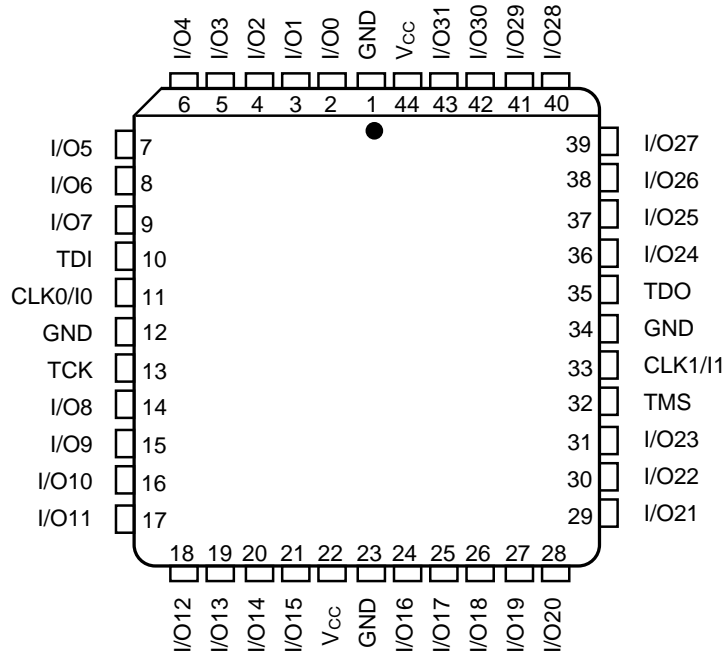 I/O4 I/O3 I/O2 I/O1 I/O0 GND VCC I/O31 I/O30 I/O29 I/O28
6 5 4 3 2 1 44 43 42 41 40
I/O5 7 39 I/O27
I/O6 8 38 I/O26
I/O7 9 37 I/O25
TDI 10 36 I/O24
CLK0/I0 11 35 TDO
GND 12 34 GND
TCK 13 33 CLK1/I1
I/O8 14 32 TMS
I/O9 15 31 I/O23
I/O10 16 30 I/O22
I/O11 17 29 I/O21
18 19 20 21 22 23 24 25 26 27 28
I/O12 I/O13 I/O14 I/O15 VCC GND I/O16 I/O17 I/O18 I/O19 I/O20